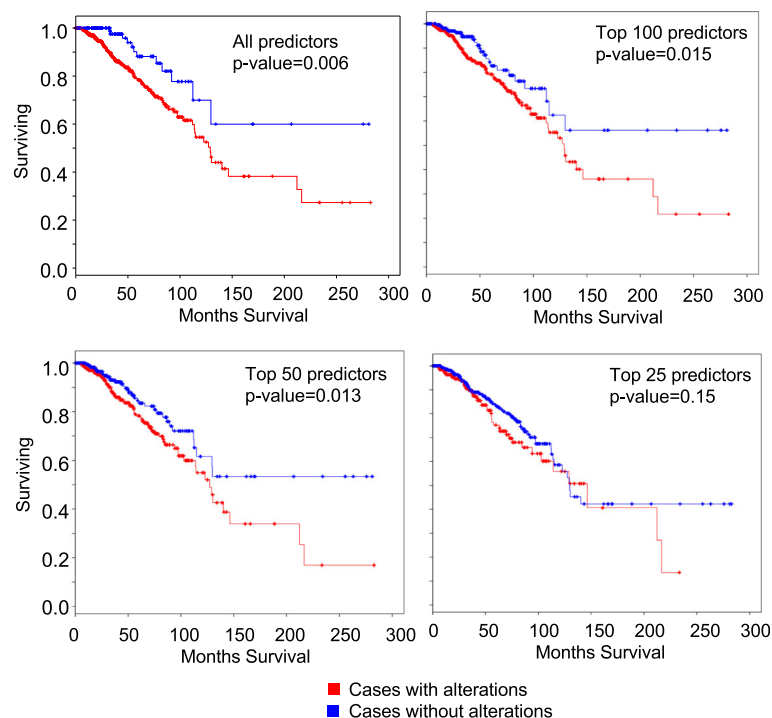 All predictors
p-value=0.006
Surviving
1.0
0.8
0.6
0.4
0.2
0.0
0 50 100 150 200 250 300
Months Survival
Top 100 predictors
p-value=0.015
0 50 100 150 200 250 300
Months Survival
Top 50 predictors
p-value=0.013
Surviving
1.0
0.8
0.6
0.4
0.2
0.0
0 50 100 150 200 250 300
Months Survival
Top 25 predictors
p-value=0.15
0 50 100 150 200 250 300
Months Survival
Cases with alterations
Cases without alterations